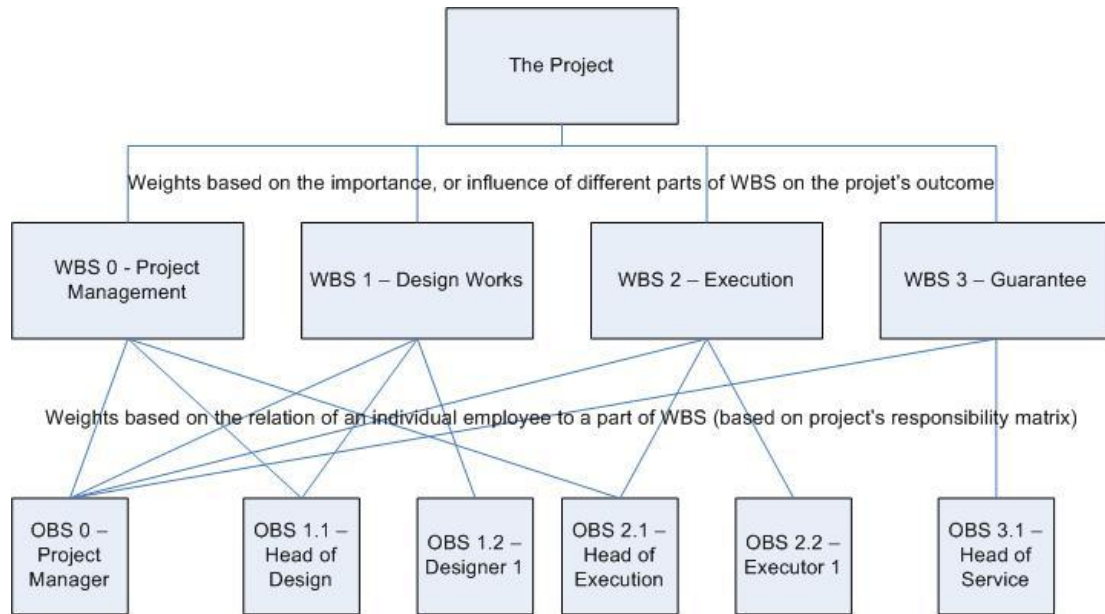 The Project
Weights based on the importance, or influence of different parts of WBS on the projet's outcome
WBS 0 - Project
Management
WBS 1 – Design Works
WBS 2 – Execution
WBS 3 – Guarantee
Weights based on the relation of an individual employee to a part of WBS (based on project's responsibility matrix)
OBS 0 –
Project
Manager
OBS 1.1 –
Head of
Design
OBS 1.2 –
Designer 1
OBS 2.1 –
Head of
Execution
OBS 2.2 –
Executor 1
OBS 3.1 –
Head of
Service